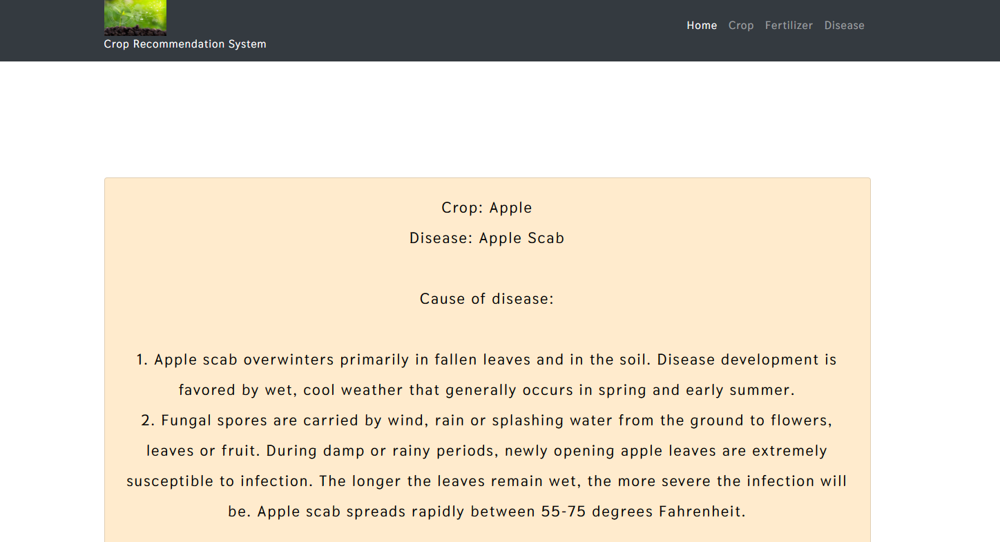 Home Crop Fertilizer Disease
Crop Recommendation System
Crop: Apple
Disease: Apple Scab
Cause of disease:
1. Apple scab overwinters primarily in fallen leaves and in the soil. Disease development is
favored by wet, cool weather that generally occurs in spring and early summer.
2. Fungal spores are carried by wind, rain or splashing water from the ground to flowers,
leaves or fruit. During damp or rainy periods, newly opening apple leaves are extremely
susceptible to infection. The longer the leaves remain wet, the more severe the infection will
be. Apple scab spreads rapidly between 55-75 degrees Fahrenheit.